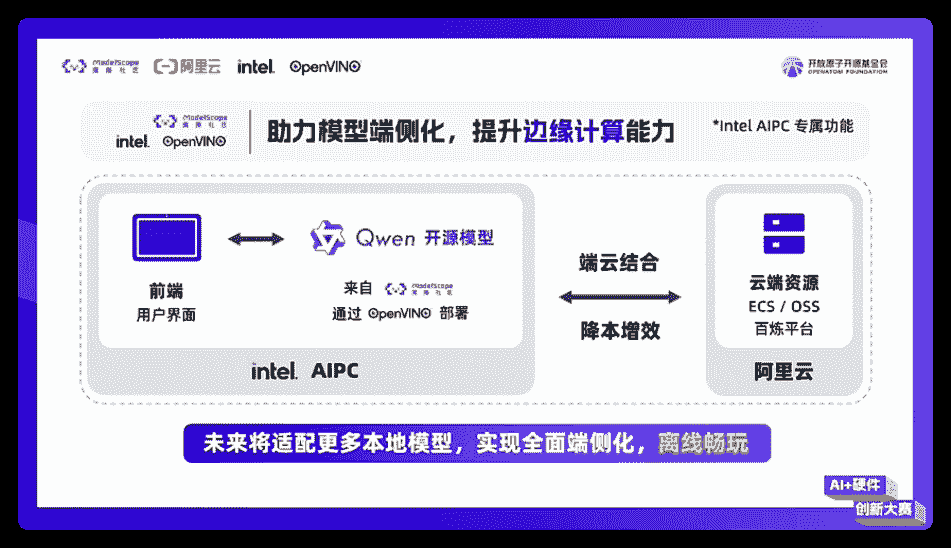 ModelScope 魔搭社区 阿里云 intel. OpenVINO
开放原子开源基金会
OPENATOM FOUNDATION
ModelScope 魔搭社区
intel. OpenVINO
助力模型端侧化，提升边缘计算能力
*Intel AIPC 专属功能
前端
用户界面
Qwen 开源模型
来自 ModelScope 魔搭社区
通过 OpenVINO 部署
intel. AIPC
端云结合
降本增效
云端资源
ECS / OSS
百炼平台
阿里云
未来将适配更多本地模型，实现全面端侧化，离线畅玩
AI+硬件
创新大赛